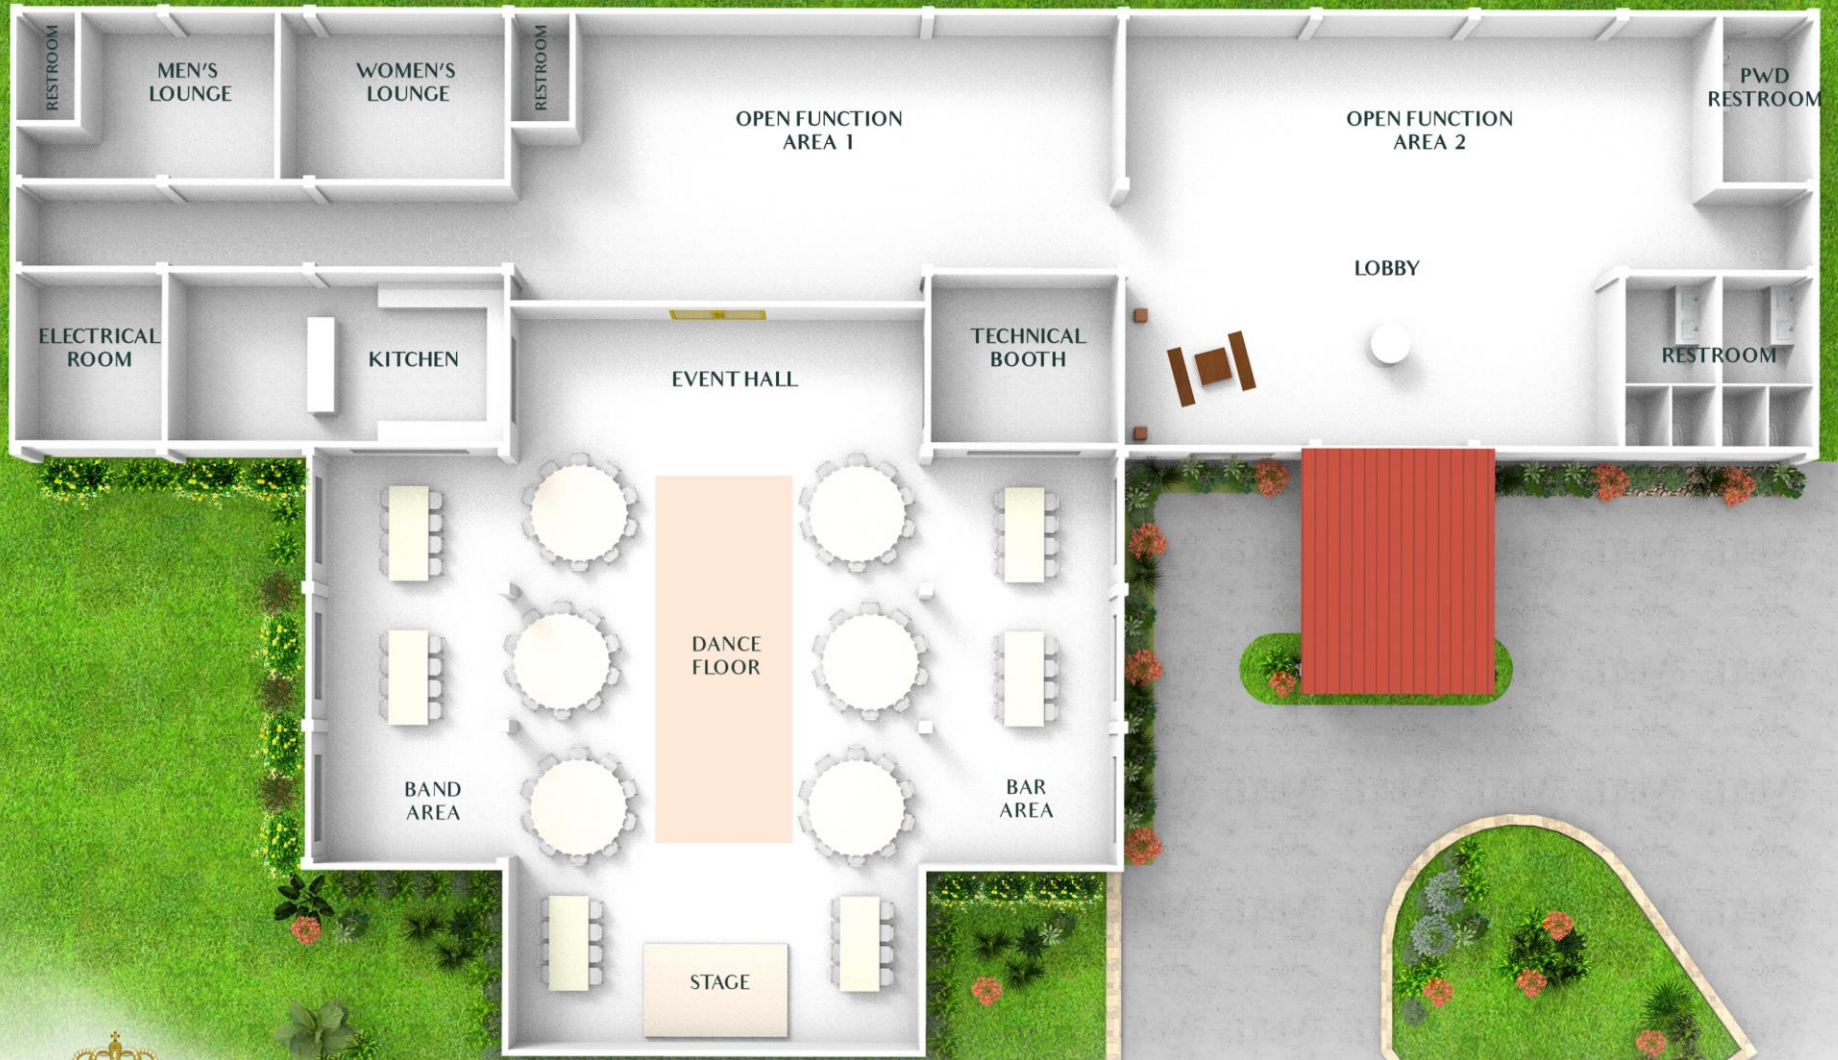 RESTROOM
MEN'S
LOUNGE
WOMEN'S
LOUNGE
RESTROOM
OPEN FUNCTION
AREA 1
OPEN FUNCTION
AREA 2
PWD
RESTROOM
LOBBY
ELECTRICAL
ROOM
KITCHEN
EVENT HALL
TECHNICAL
BOOTH
RESTROOM
DANCE
FLOOR
BAND
AREA
BAR
AREA
STAGE